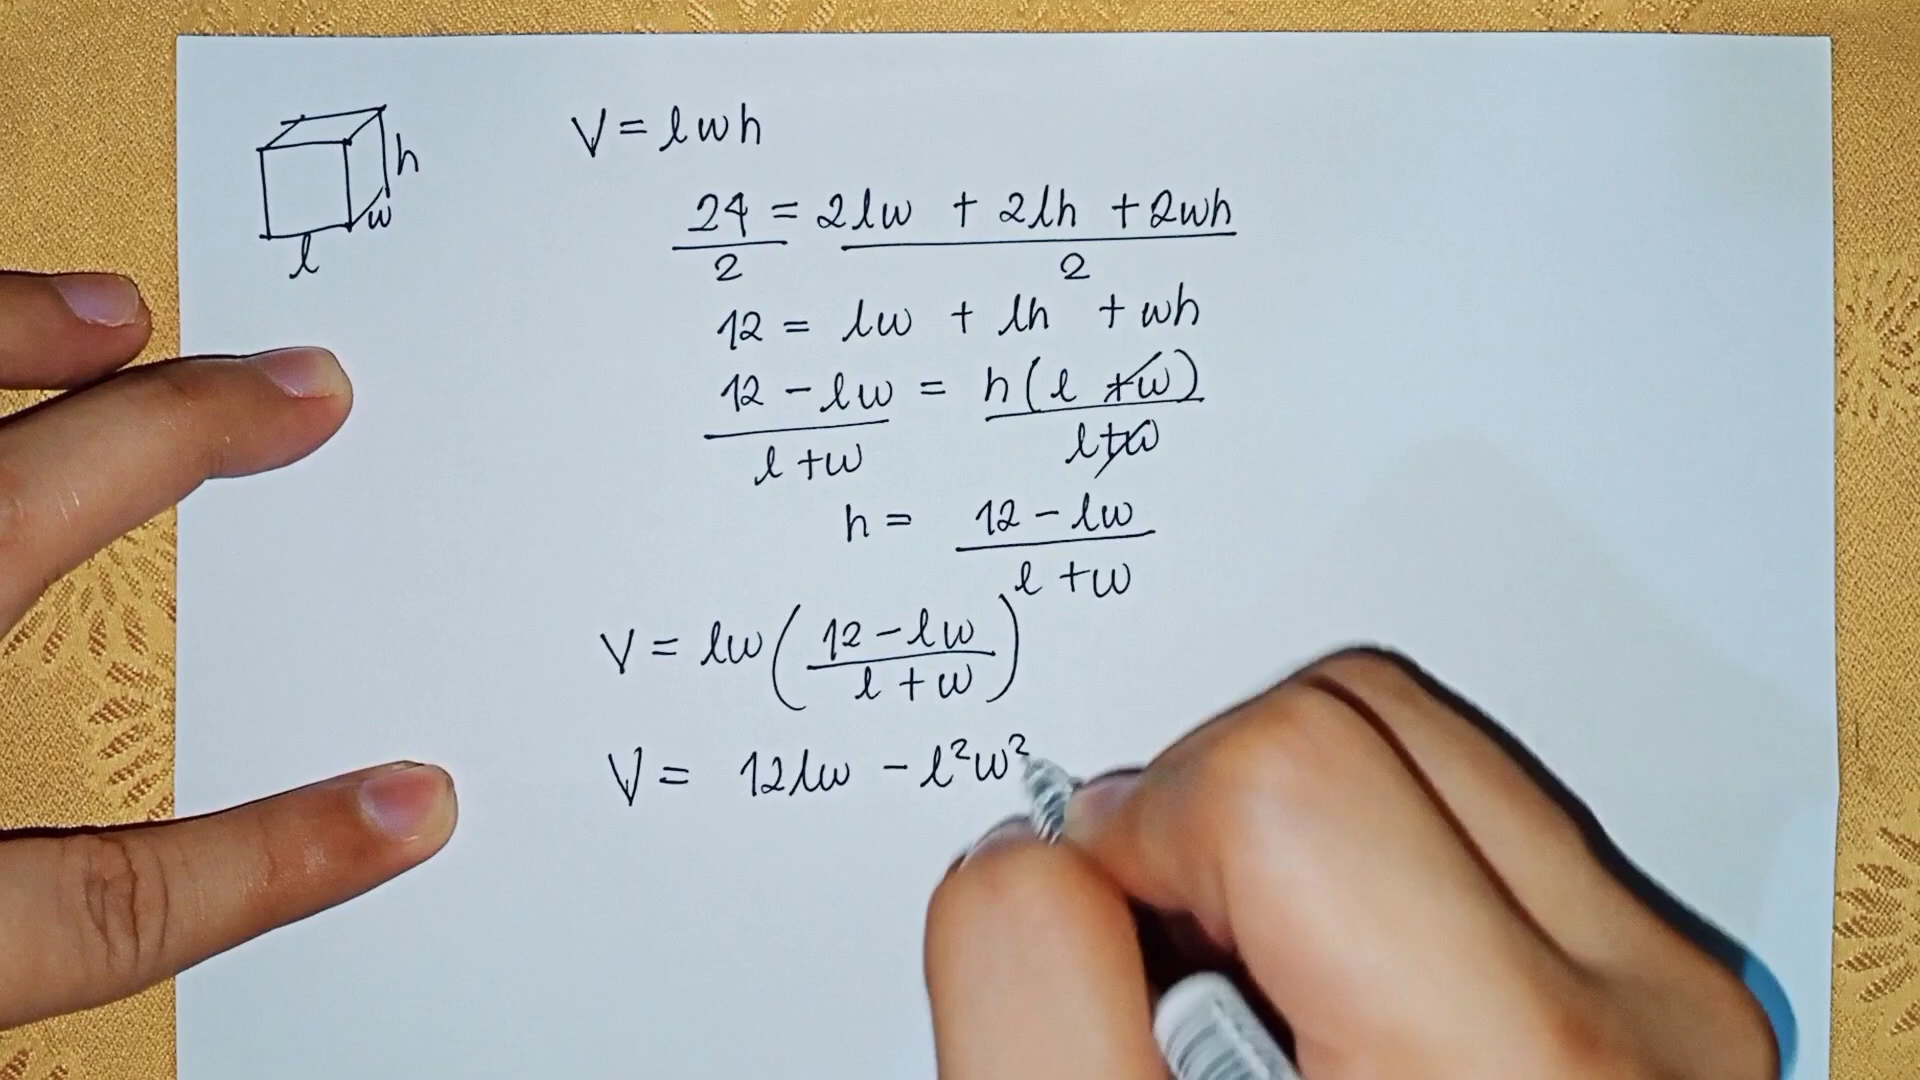 h
w
l
V = lwh
24 = 2lw + 2lh + 2wh
2 2
12 = lw + lh + wh
12 - lw = h(l + w)
l + w l + w
h = 12 - lw
l + w
V = lw(12 - lw)
l + w
V = 12lw - l²w²